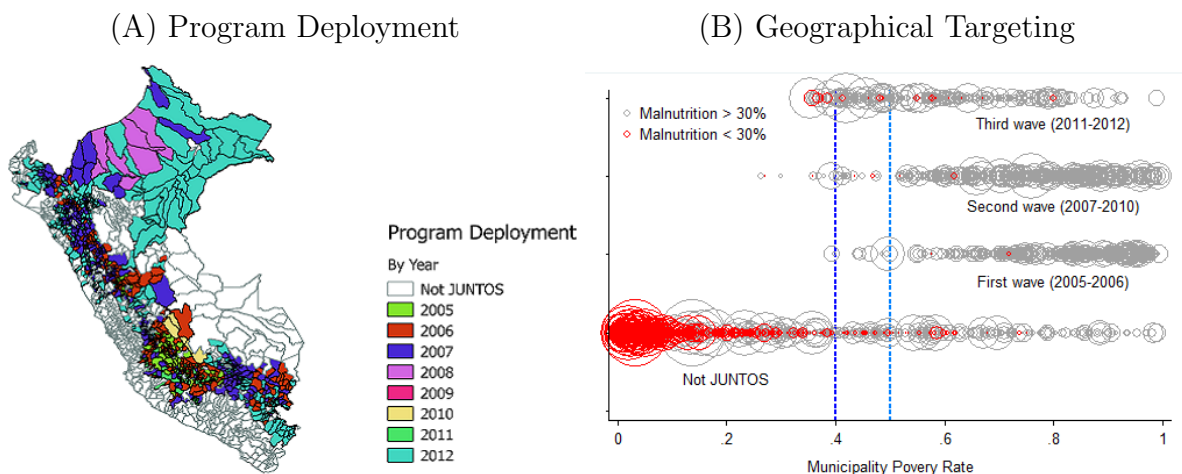 (A) Program Deployment
(B) Geographical Targeting
Program Deployment
By Year
Not JUNTOS
2005
2006
2007
2008
2009
2010
2011
2012
Malnutrition > 30%
Malnutrition < 30%
Third wave (2011-2012)
Second wave (2007-2010)
First wave (2005-2006)
Not JUNTOS
0 .2 .4 .6 .8 1
Municipality Povery Rate